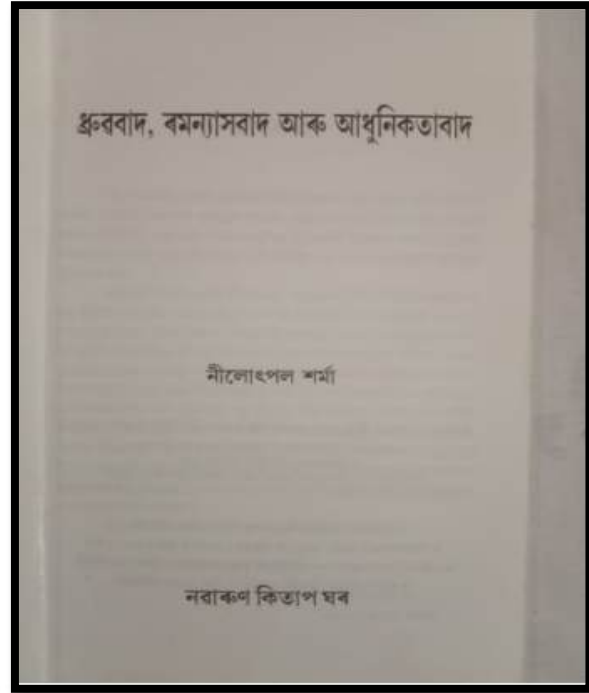 ধ্ৰুৱবাদ, ৰমন্যাসবাদ আৰু আধুনিকতাবাদ
নীলোৎপল শৰ্মা
নৱাৰুণ কিতাপ ঘৰ